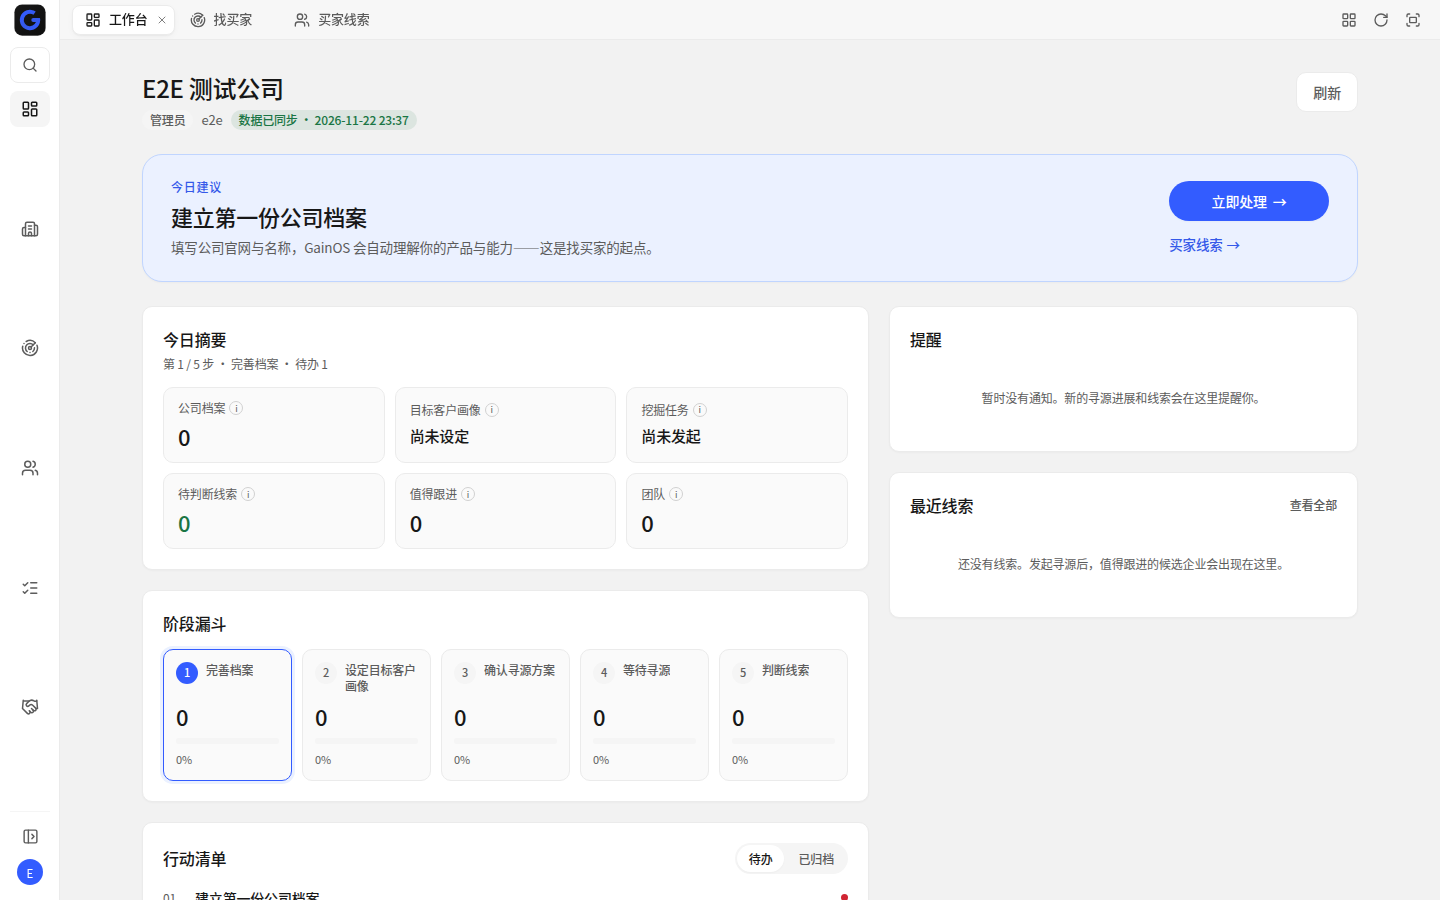 工作台
找买家
买家线索
E2E 测试公司
刷新
管理员 e2e 数据已同步 · 2026-11-22 23:37
今日建议
建立第一份公司档案
填写公司官网与名称，GainOS 会自动理解你的产品与能力——这是找买家的起点。
立即处理 →
买家线索 →
今日摘要
第 1 / 5 步 · 完善档案 · 待办 1
公司档案
0
目标客户画像
尚未设定
挖掘任务
尚未发起
待判断线索
0
值得跟进
0
团队
0
提醒
暂时没有通知。新的寻源进展和线索会在这里提醒你。
最近线索
查看全部
还没有线索。发起寻源后，值得跟进的候选企业会出现在这里。
阶段漏斗
1 完善档案
0
0%
2 设定目标客户
画像
0
0%
3 确认寻源方案
0
0%
4 等待寻源
0
0%
5 判断线索
0
0%
行动清单
待办
已归档
01 建立第一份公司档案
E